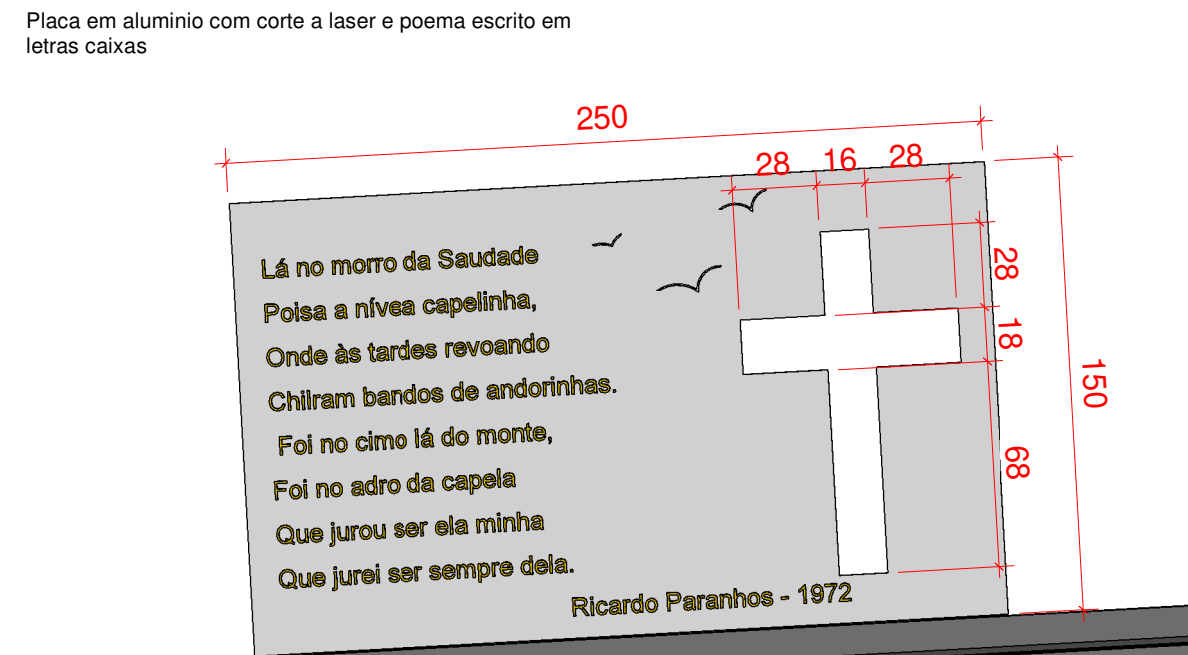 Placa em aluminio com corte a laser e poema escrito em
letras caixas
250
28 16 28
28
18
150
68
Lá no morro da Saudade
Poisa a nívea capelinha,
Onde às tardes revoando
Chilram bandos de andorinhas.
Foi no cimo lá do monte,
Foi no adro da capela
Que jurou ser ela minha
Que jurei ser sempre dela.
Ricardo Paranhos - 1972